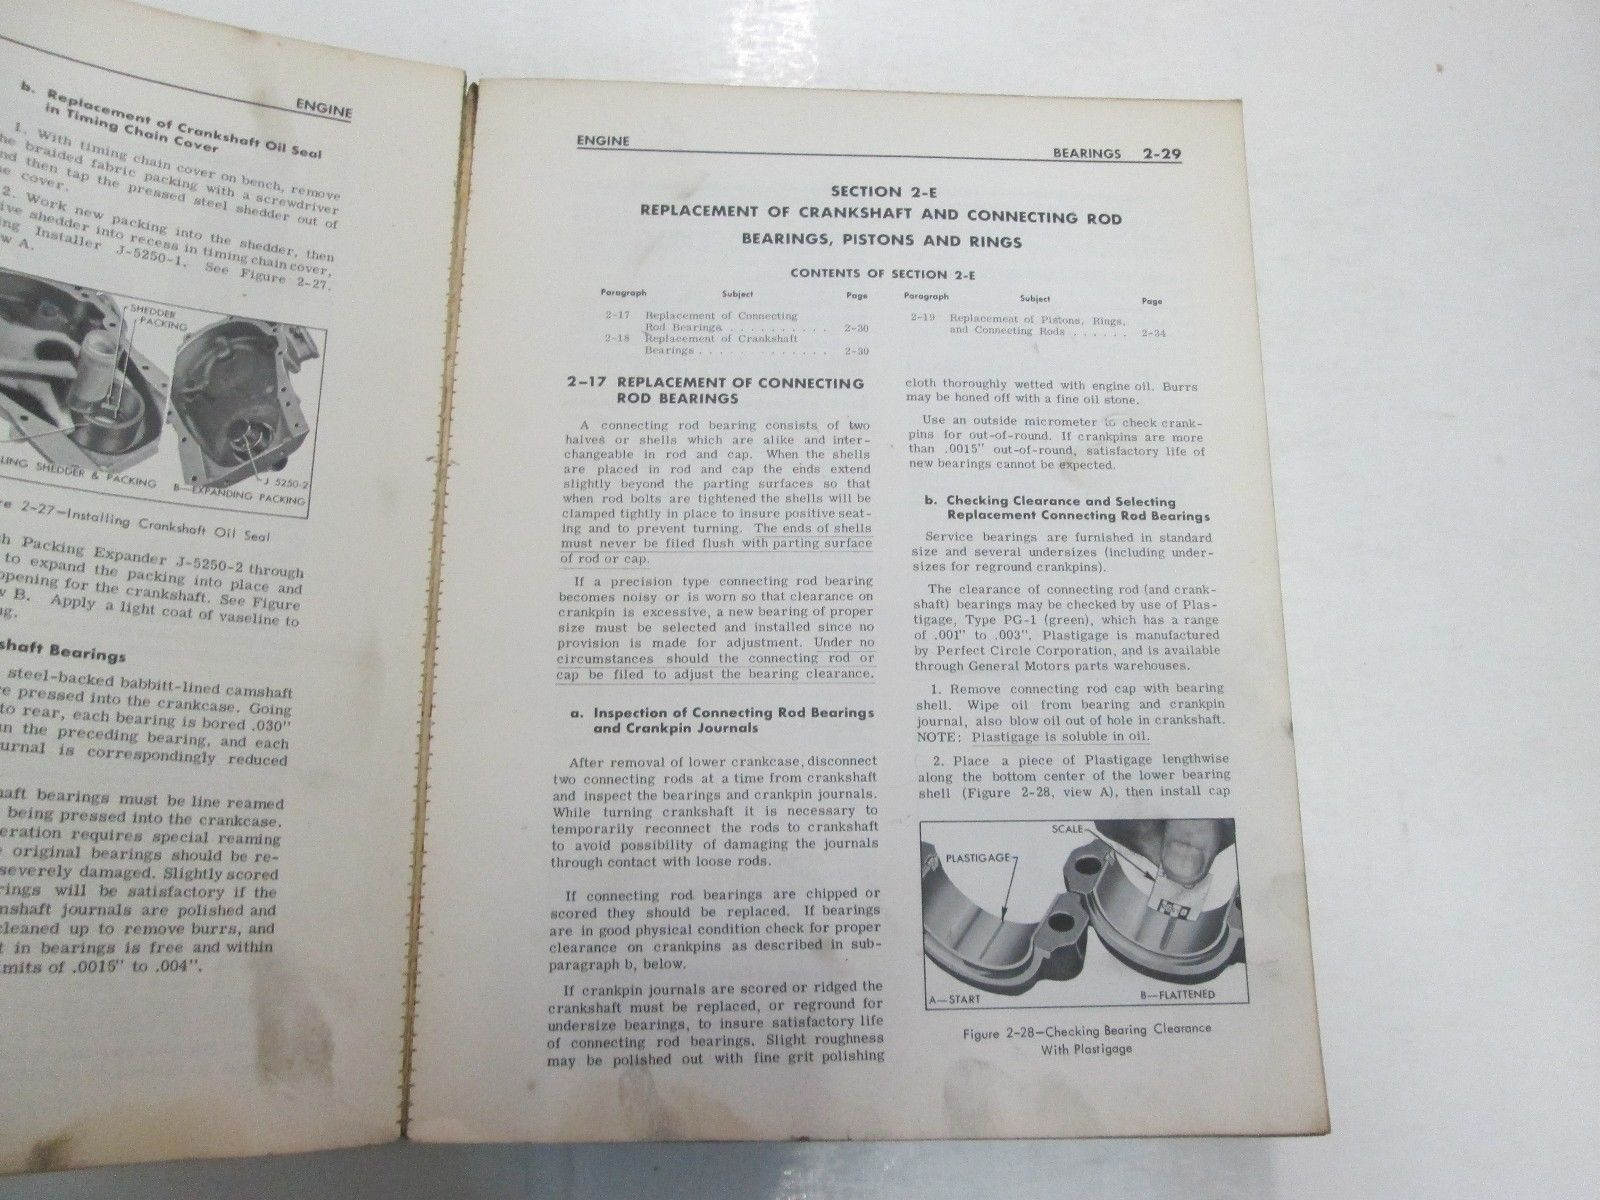 ENGINE
b. Replacement of Crankshaft Oil Seal
in Timing Chain Cover
1. With timing chain cover on bench, remove
braided fabric packing with a screwdriver
then tap the pressed steel shedder out of
cover.
2. Work new packing into the shedder, then
shedder into recess in timing chain cover,
Installer J-5250-1. See Figure 2-27.
A.
SHEDDER
PACKING
SHEDDER & PACKING
J 5250-2
B—EXPANDING PACKING
2-27—Installing Crankshaft Oil Seal
Packing Expander J-5250-2 through
to expand the packing into place and
opening for the crankshaft. See Figure
B. Apply a light coat of vaseline to
Bearings
steel-backed babbitt-lined camshaft
pressed into the crankcase. Going
to rear, each bearing is bored .030"
the preceding bearing, and each
is correspondingly reduced
bearings must be line reamed
being pressed into the crankcase.
requires special reaming
original bearings should be re-
severely damaged. Slightly scored
will be satisfactory if the
journals are polished and
cleaned up to remove burrs, and
in bearings is free and within
of .0015" to .004".
ENGINE
BEARINGS 2-29
SECTION 2-E
REPLACEMENT OF CRANKSHAFT AND CONNECTING ROD
BEARINGS, PISTONS AND RINGS
CONTENTS OF SECTION 2-E
Paragraph Subject Page Paragraph Subject Page
2-17 Replacement of Connecting
Rod Bearings . . . . . . . . . . 2-30
2-18 Replacement of Crankshaft
Bearings . . . . . . . . . . . . . 2-30
2-19 Replacement of Pistons, Rings,
and Connecting Rods . . . . . . 2-34
2-17 REPLACEMENT OF CONNECTING
ROD BEARINGS
A connecting rod bearing consists of two
halves or shells which are alike and inter-
changeable in rod and cap. When the shells
are placed in rod and cap the ends extend
slightly beyond the parting surfaces so that
when rod bolts are tightened the shells will be
clamped tightly in place to insure positive seat-
ing and to prevent turning. The ends of shells
must never be filed flush with parting surface
of rod or cap.
If a precision type connecting rod bearing
becomes noisy or is worn so that clearance on
crankpin is excessive, a new bearing of proper
size must be selected and installed since no
provision is made for adjustment. Under no
circumstances should the connecting rod or
cap be filed to adjust the bearing clearance.
a. Inspection of Connecting Rod Bearings
and Crankpin Journals
After removal of lower crankcase, disconnect
two connecting rods at a time from crankshaft
and inspect the bearings and crankpin journals.
While turning crankshaft it is necessary to
temporarily reconnect the rods to crankshaft
to avoid possibility of damaging the journals
through contact with loose rods.
If connecting rod bearings are chipped or
scored they should be replaced. If bearings
are in good physical condition check for proper
clearance on crankpins as described in sub-
paragraph b, below.
If crankpin journals are scored or ridged the
crankshaft must be replaced, or reground for
undersize bearings, to insure satisfactory life
of connecting rod bearings. Slight roughness
may be polished out with fine grit polishing
cloth thoroughly wetted with engine oil. Burrs
may be honed off with a fine oil stone.
Use an outside micrometer to check crank-
pins for out-of-round. If crankpins are more
than .0015" out-of-round, satisfactory life of
new bearings cannot be expected.
b. Checking Clearance and Selecting
Replacement Connecting Rod Bearings
Service bearings are furnished in standard
size and several undersizes (including under-
sizes for reground crankpins).
The clearance of connecting rod (and crank-
shaft) bearings may be checked by use of Plas-
tigage, Type PG-1 (green), which has a range
of .001" to .003". Plastigage is manufactured
by Perfect Circle Corporation, and is available
through General Motors parts warehouses.
1. Remove connecting rod cap with bearing
shell. Wipe oil from bearing and crankpin
journal, also blow oil out of hole in crankshaft.
NOTE: Plastigage is soluble in oil.
2. Place a piece of Plastigage lengthwise
along the bottom center of the lower bearing
shell (Figure 2-28, view A), then install cap
SCALE
PLASTIGAGE
A—START
B—FLATTENED
Figure 2-28—Checking Bearing Clearance
With Plastigage